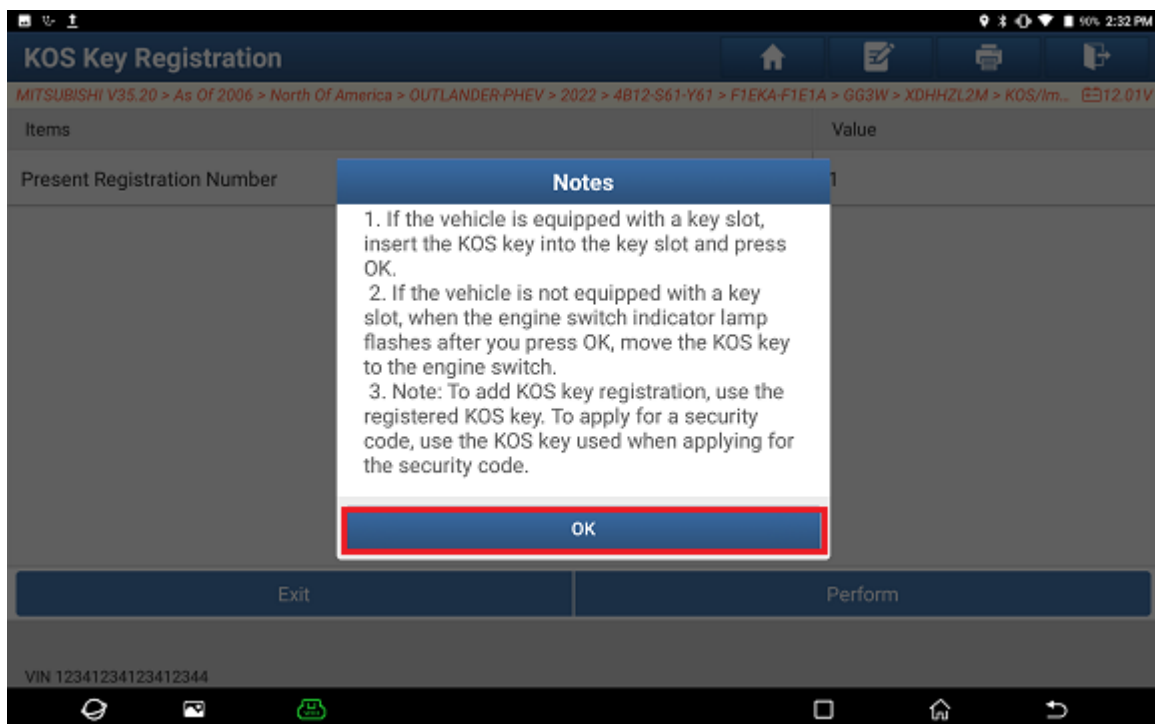 90% 2:32 PM
KOS Key Registration
MITSUBISHI V35.20 > As Of 2006 > North Of America > OUTLANDER-PHEV > 2022 > 4B12-S61-Y61 > F1EKA-F1E1A > GG3W > XDHHZL2M > KOS/Im... 12.01V
Items Value
Present Registration Number 1
Notes
1. If the vehicle is equipped with a key slot,
insert the KOS key into the key slot and press
OK.
2. If the vehicle is not equipped with a key
slot, when the engine switch indicator lamp
flashes after you press OK, move the KOS key
to the engine switch.
3. Note: To add KOS key registration, use the
registered KOS key. To apply for a security
code, use the KOS key used when applying for
the security code.
OK
Exit Perform
VIN 12341234123412344